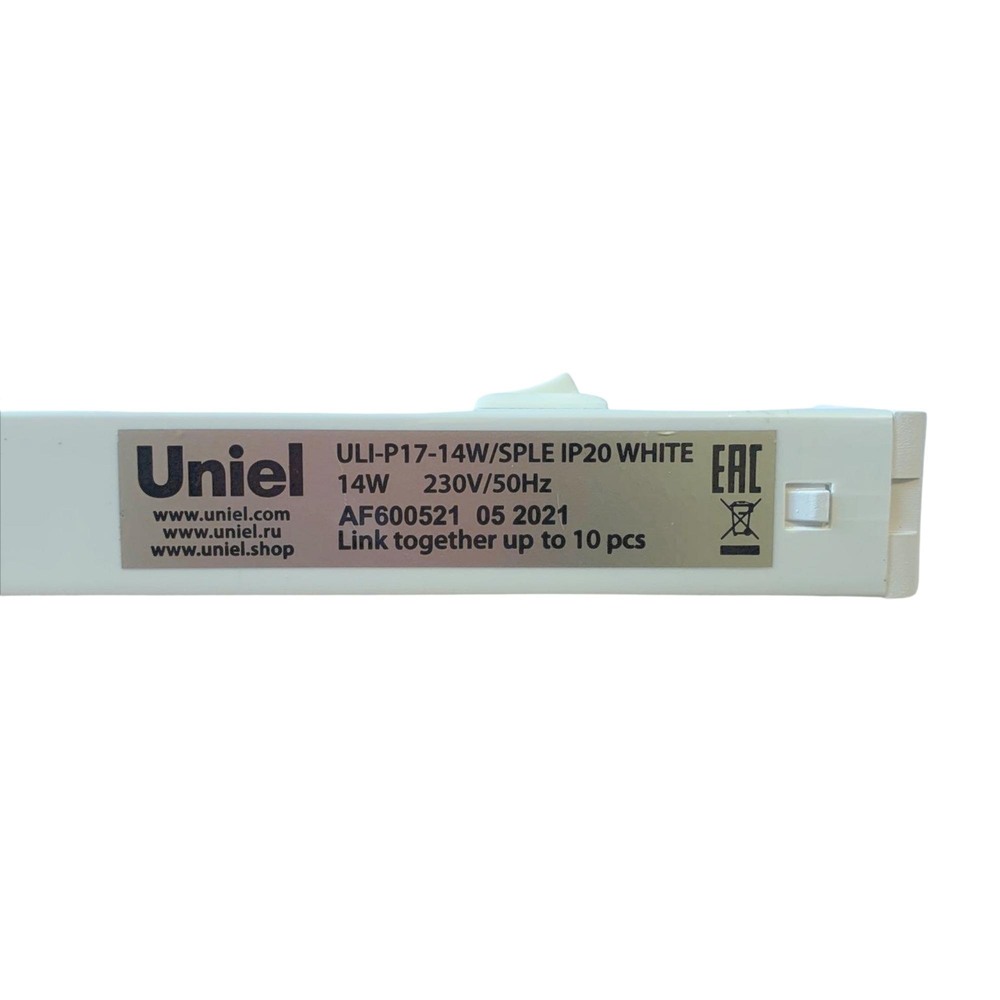 Uniel
www.uniel.com
www.uniel.ru
www.uniel.shop
ULI-P17-14W/SPLE IP20 WHITE
14W 230V/50Hz
AF600521 05 2021
Link together up to 10 pcs
EAC